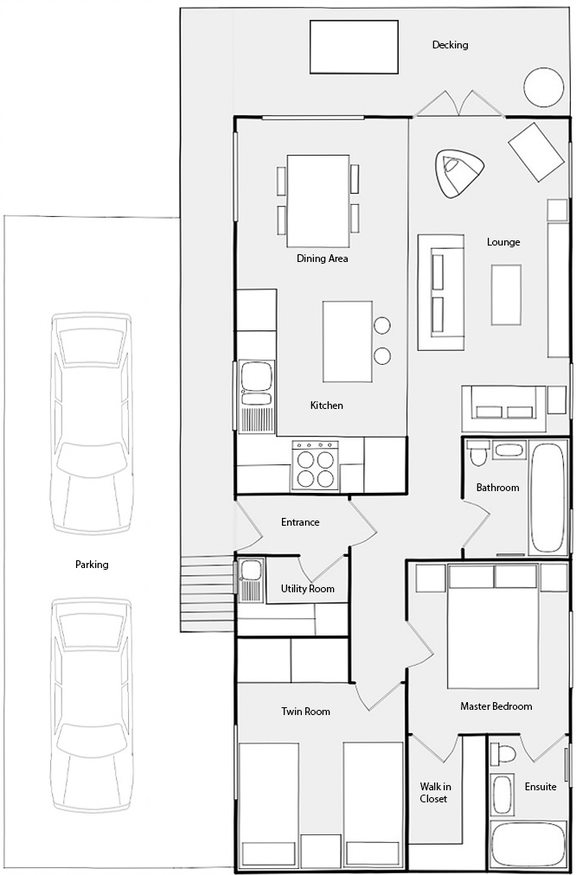 Decking
Lounge
Dining Area
Kitchen
Bathroom
Entrance
Parking
Utility Room
Master Bedroom
Twin Room
Walk in
Closet
Ensuite